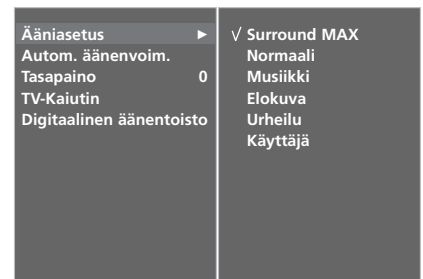 Ääniasetus ►
Autom. äänenvoim.
Tasapaino 0
TV-Kaiutin
Digitaalinen äänentoisto
√ Surround MAX
Normaali
Musiikki
Elokuva
Urheilu
Käyttäjä